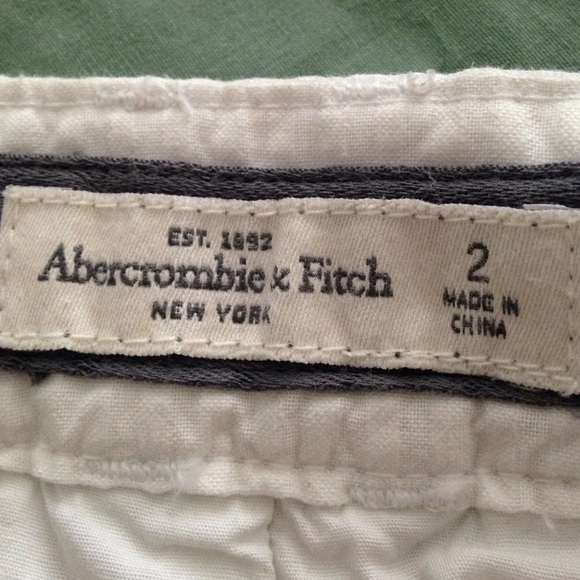 EST. 1892
Abercrombie & Fitch
NEW YORK
2
MADE IN
CHINA